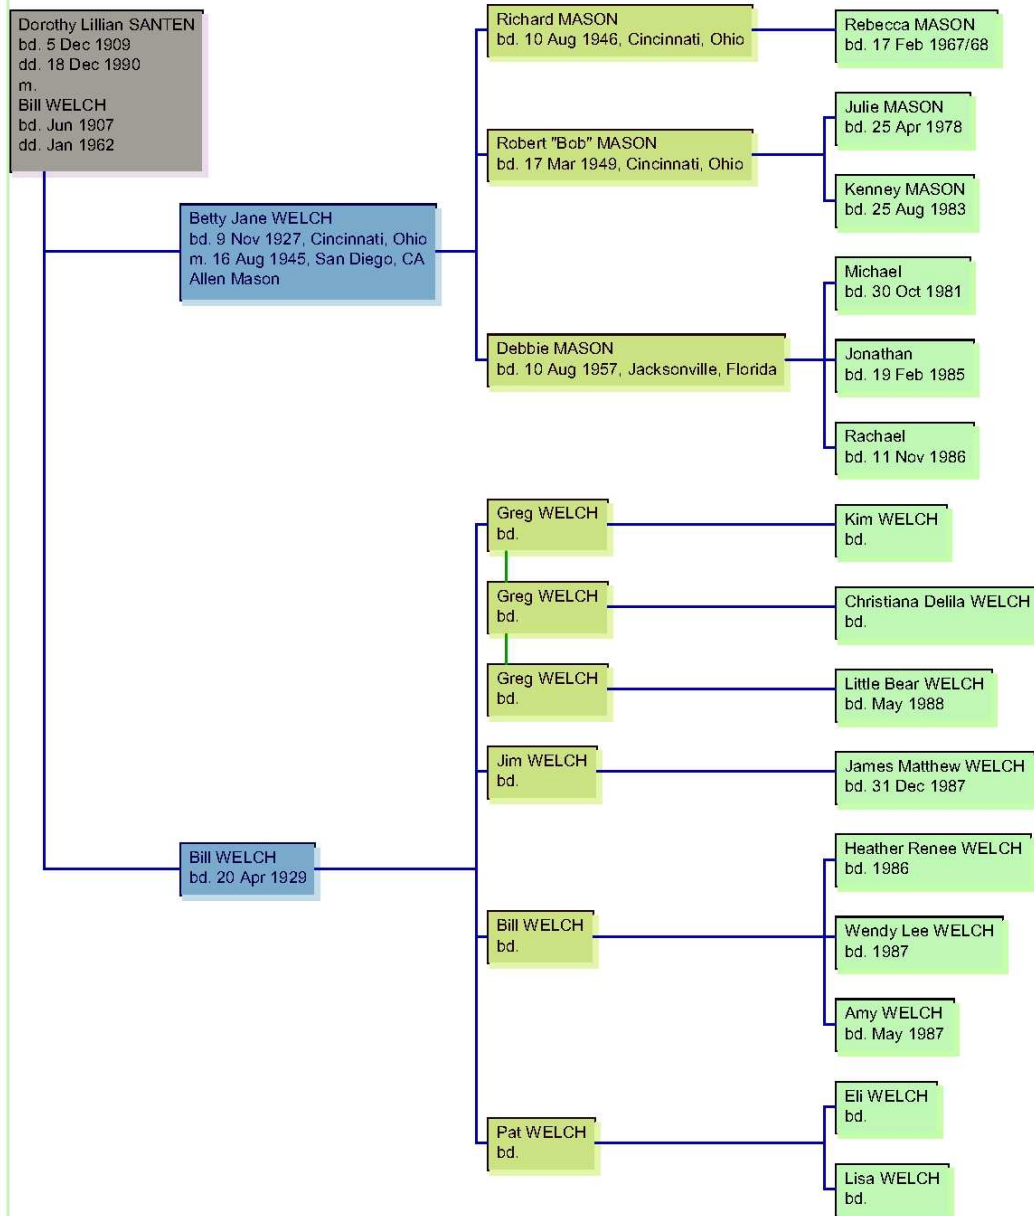 Dorothy Lillian SANTEN
bd. 5 Dec 1909
dd. 18 Dec 1990
m.
Bill WELCH
bd. Jun 1907
dd. Jan 1962
Betty Jane WELCH
bd. 9 Nov 1927, Cincinnati, Ohio
m. 16 Aug 1945, San Diego, CA
Allen Mason
Richard MASON
bd. 10 Aug 1946, Cincinnati, Ohio
Rebecca MASON
bd. 17 Feb 1967/68
Robert "Bob" MASON
bd. 17 Mar 1949, Cincinnati, Ohio
Julie MASON
bd. 25 Apr 1978
Kenney MASON
bd. 25 Aug 1983
Debbie MASON
bd. 10 Aug 1957, Jacksonville, Florida
Michael
bd. 30 Oct 1981
Jonathan
bd. 19 Feb 1985
Rachael
bd. 11 Nov 1986
Bill WELCH
bd. 20 Apr 1929
Greg WELCH
bd.
Kim WELCH
bd.
Greg WELCH
bd.
Christiana Delila WELCH
bd.
Greg WELCH
bd.
Little Bear WELCH
bd. May 1988
Jim WELCH
bd.
James Matthew WELCH
bd. 31 Dec 1987
Bill WELCH
bd.
Heather Renee WELCH
bd. 1986
Wendy Lee WELCH
bd. 1987
Amy WELCH
bd. May 1987
Pat WELCH
bd.
Eli WELCH
bd.
Lisa WELCH
bd.